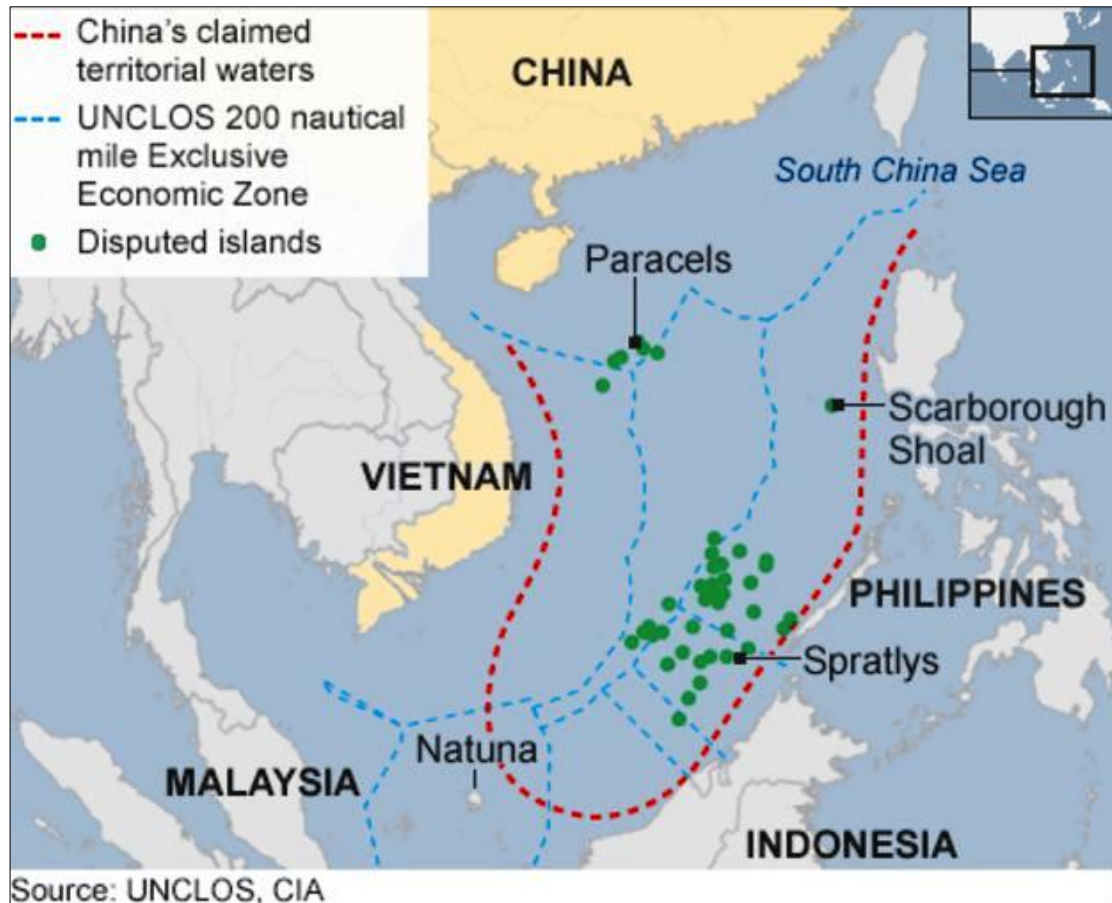 China's claimed
territorial waters
UNCLOS 200 nautical
mile Exclusive
Economic Zone
Disputed islands
CHINA
South China Sea
Paracels
Scarborough
Shoal
VIETNAM
PHILIPPINES
Spratlys
Natuna
MALAYSIA
INDONESIA
Source: UNCLOS, CIA